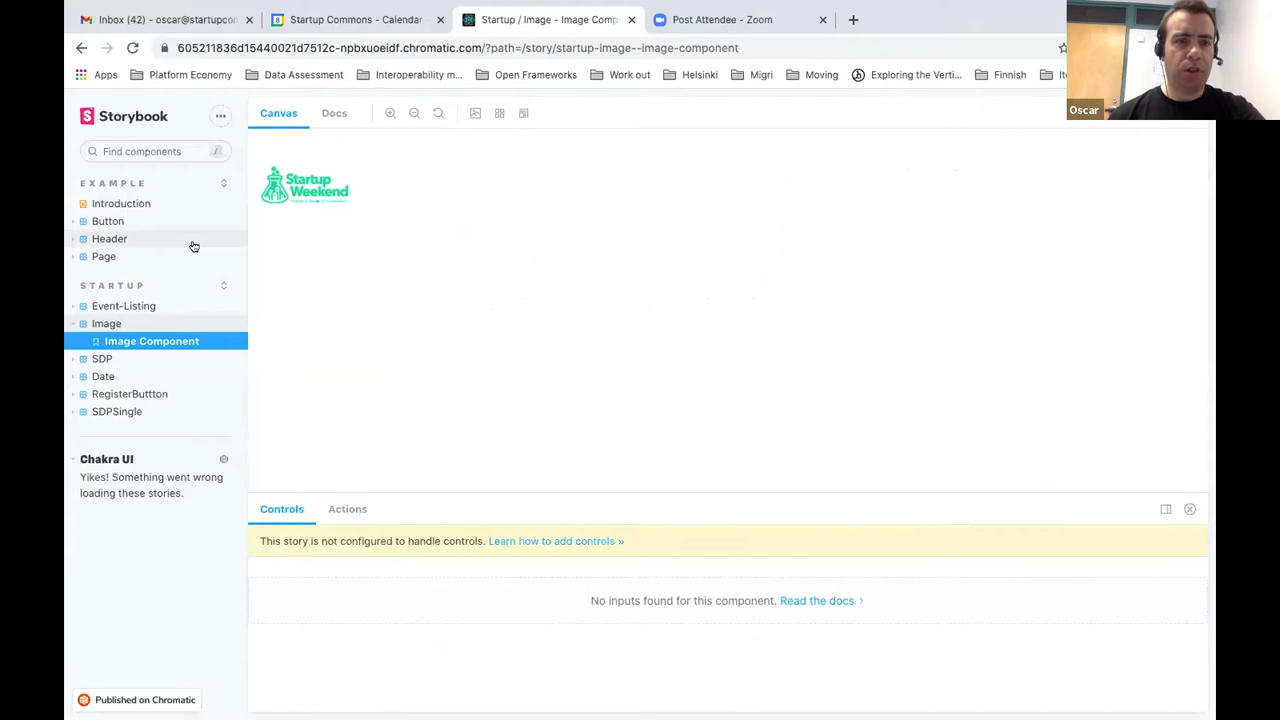 Inbox (42) - oscar@startupcon
Startup Commons - Calendar -
Startup / Image - Image Comp
Post Attendee - Zoom
605211836d15440021d7512c-npbxuoeidf.chromatic.com/?path=/story/startup-image--image-component
Apps
Platform Economy
Data Assessment
Interoperability m...
Open Frameworks
Work out
Helsinki
Migri
Moving
Exploring the Verti...
Finnish
Oscar
Storybook
Canvas
Docs
Find components
/
EXAMPLE
Introduction
Button
Header
Page
STARTUP
Event-Listing
Image
Image Component
SDP
Date
RegisterButtton
SDPSingle
Chakra UI
Yikes! Something went wrong
loading these stories.
Published on Chromatic
Startup
Weekend
Controls
Actions
This story is not configured to handle controls. Learn how to add controls »
No inputs found for this component. Read the docs